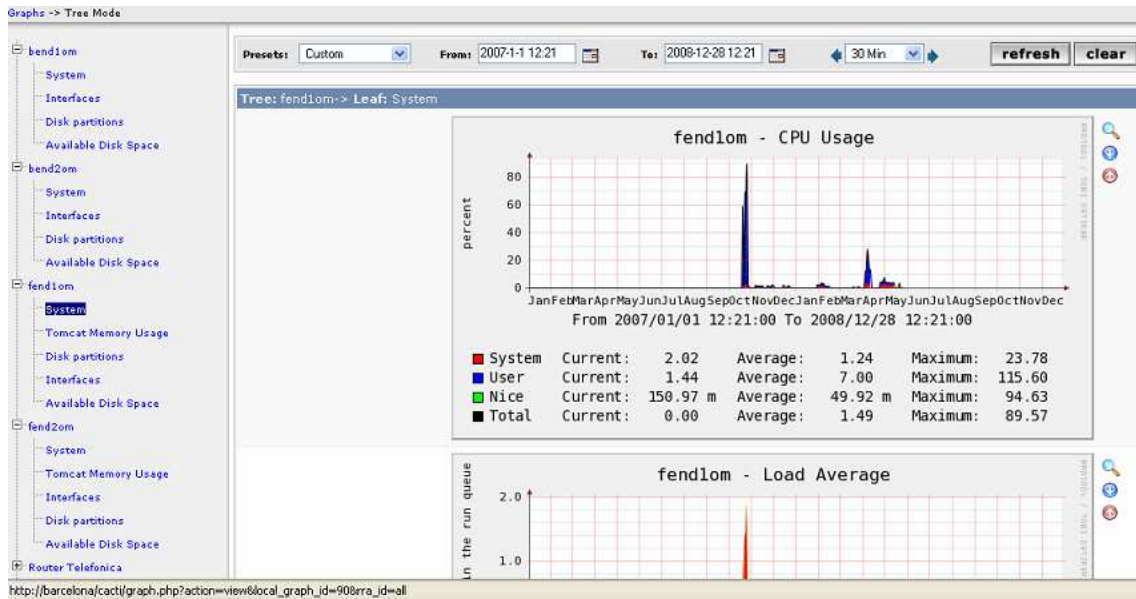 Graphs -> Tree Mode
bend1om
System
Interfaces
Disk partitions
Available Disk Space
bend2om
System
Interfaces
Disk partitions
Available Disk Space
fend1om
System
Tomcat Memory Usage
Disk partitions
Interfaces
Available Disk Space
fend2om
System
Tomcat Memory Usage
Interfaces
Disk partitions
Available Disk Space
Router Telefonica
Presets: Custom From: 2007-1-1 12:21 To: 2008-12-28 12:21 30 Min refresh clear
Tree: fend1om-> Leaf: System
fend1om - CPU Usage
percent
80
60
40
20
0
JanFebMarAprMayJunJulAugSepOctNovDecJanFebMarAprMayJunJulAugSepOctNovDec
From 2007/01/01 12:21:00 To 2008/12/28 12:21:00
System Current: 2.02 Average: 1.24 Maximum: 23.78
User Current: 1.44 Average: 7.00 Maximum: 115.60
Nice Current: 150.97 m Average: 49.92 m Maximum: 94.63
Total Current: 0.00 Average: 1.49 Maximum: 89.57
fend1om - Load Average
in the run queue
2.0
1.0
http://barcelona/cacti/graph.php?action=view&local_graph_id=90&rra_id=all